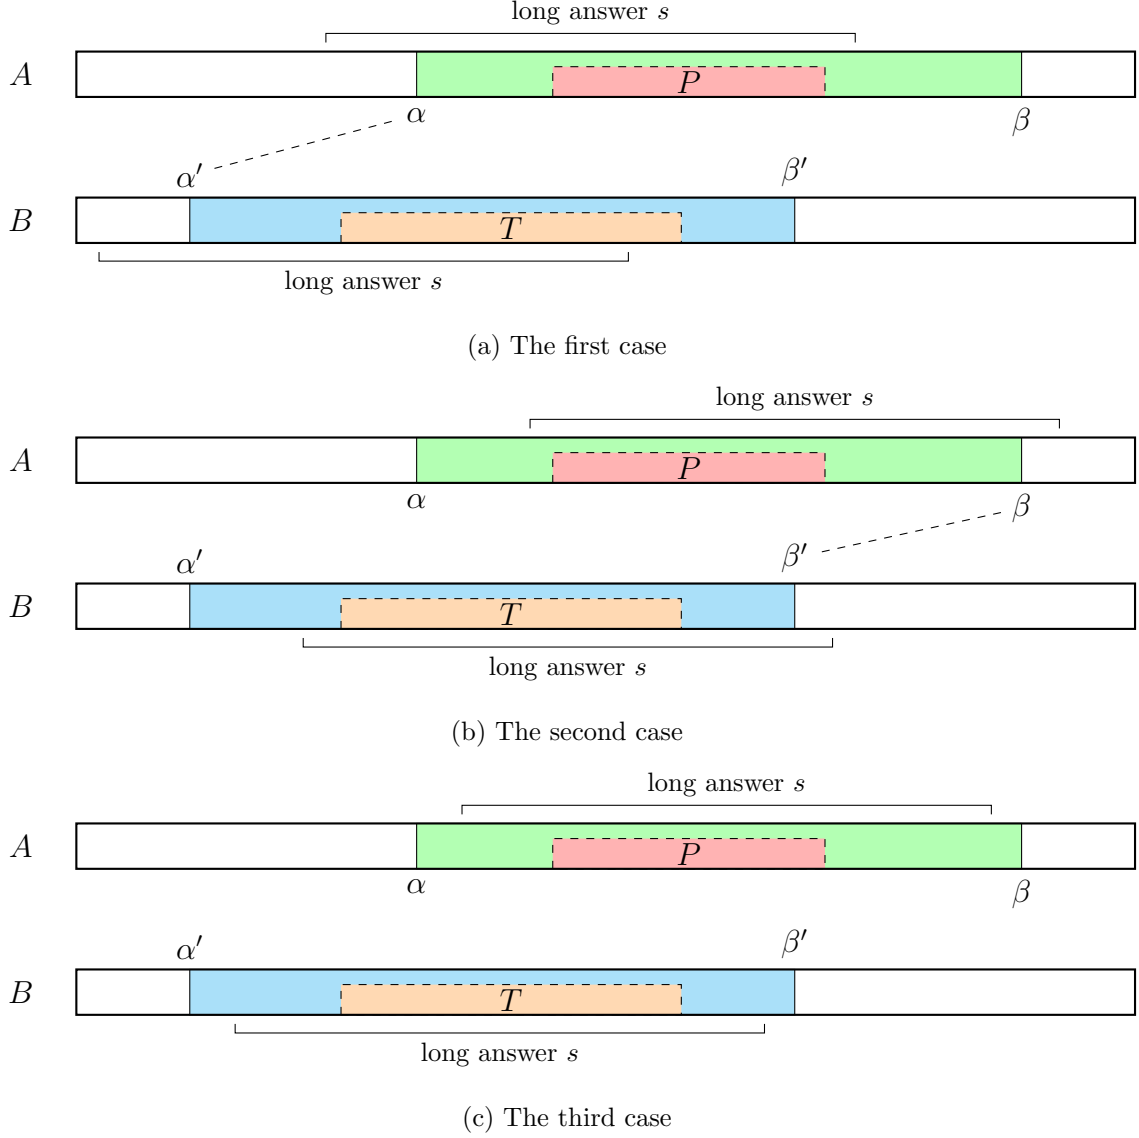 long answer s
A P
α β
α′ β′
B T
long answer s
(a) The first case
long answer s
A P
α β
α′ β′
B T
long answer s
(b) The second case
long answer s
A P
α β
α′ β′
B T
long answer s
(c) The third case